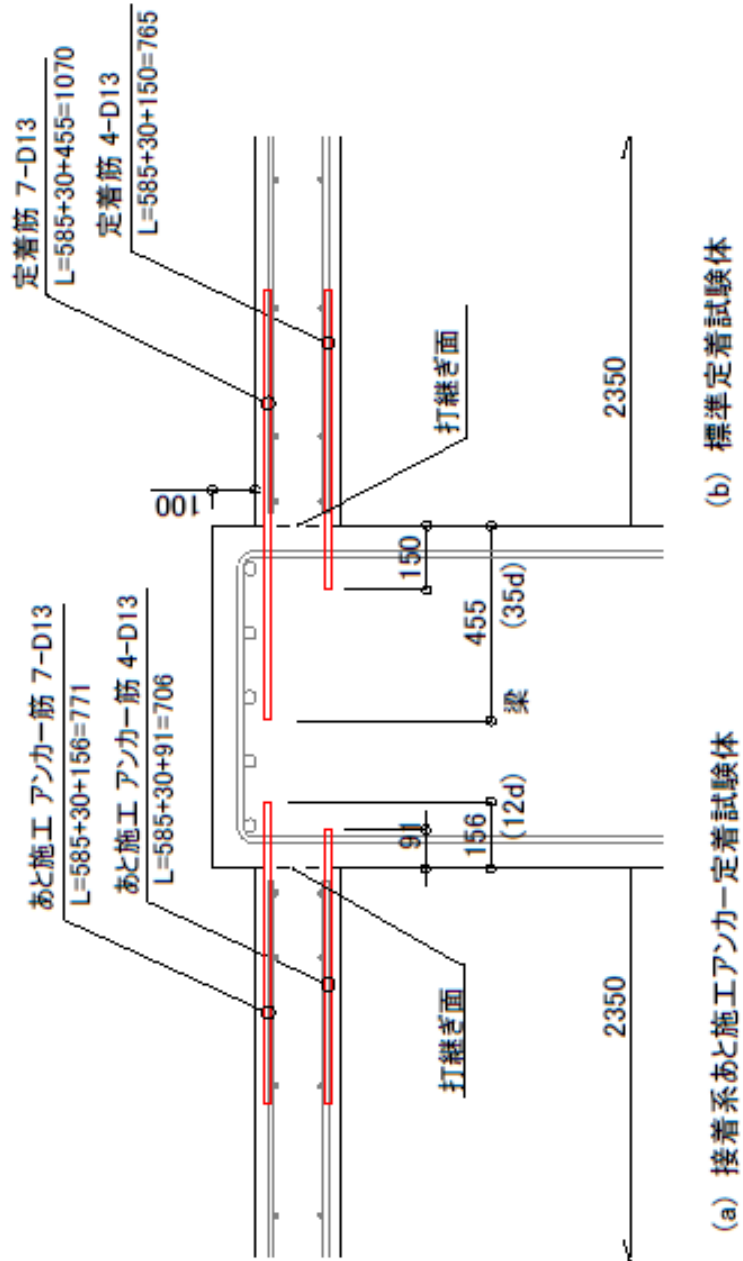 あと施工 アンカー筋 7-D13
L=585+30+156=771
あと施工 アンカー筋 4-D13
L=585+30+91=706
定着筋 7-D13
L=585+30+455=1070
定着筋 4-D13
L=585+30+150=765
100
打継ぎ面
打継ぎ面
91
156
(12d)
梁
150
455
(35d)
2350
2350
(a) 接着系あと施工アンカー定着試験体
(b) 標準定着試験体